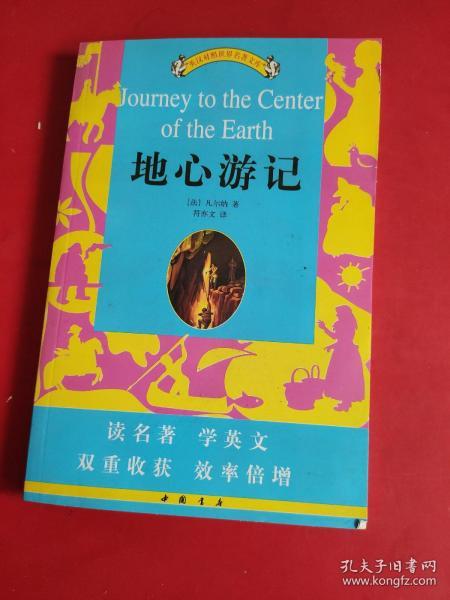 英汉对照世界名著文库
Journey to the Center
of the Earth
地心游记
[法] 凡尔纳 著
符亦文 译
读名著 学英文
双重收获 效率倍增
中国书店
孔夫子旧书网
www.kongfz.com